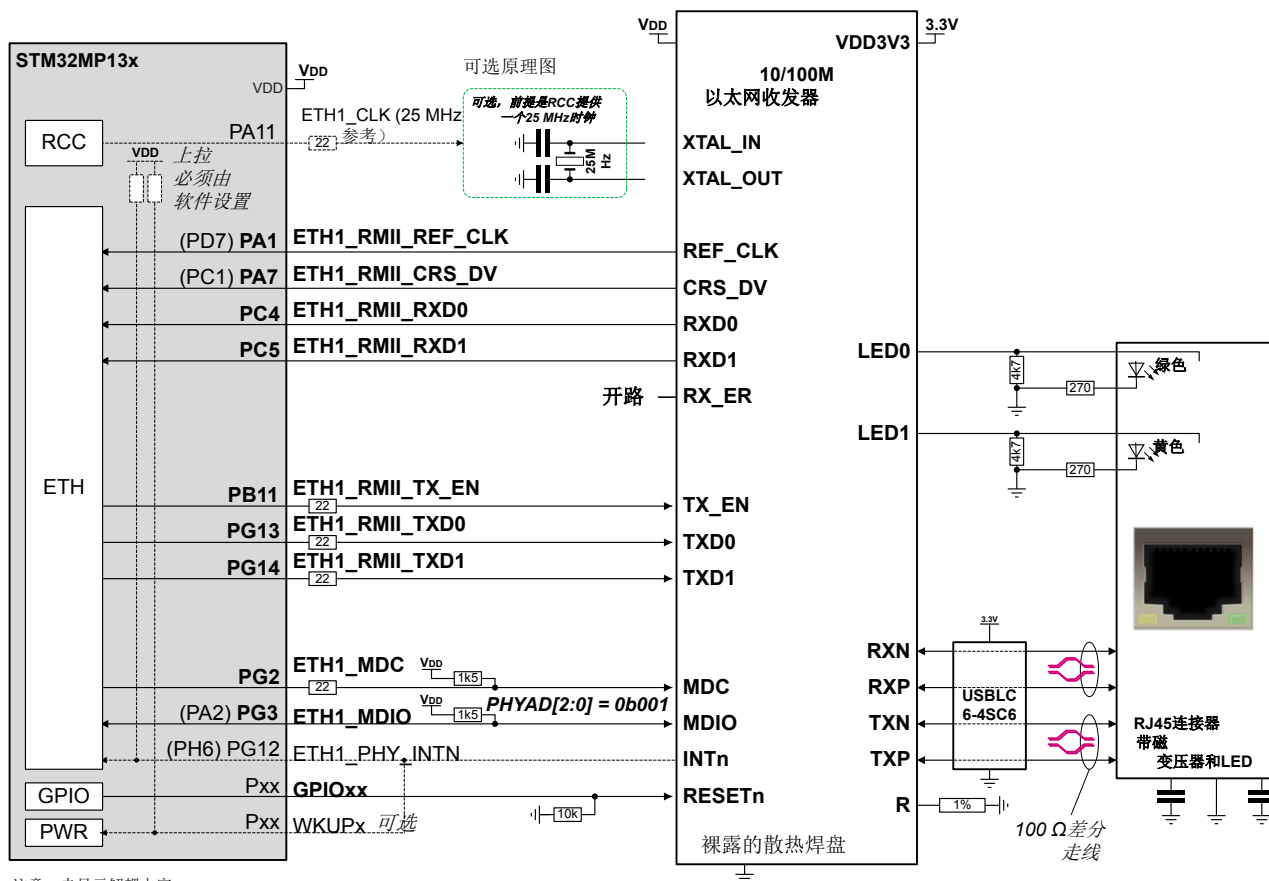 STM32MP13x
VDD
VDD
RCC
PA11
ETH1_CLK (25 MHz
参考）
22
可选原理图
可选，前提是RCC提供
一个25 MHz时钟
25M
Hz
VDD
上拉
必须由
软件设置
ETH
(PD7) PA1
ETH1_RMII_REF_CLK
(PC1) PA7
ETH1_RMII_CRS_DV
PC4
ETH1_RMII_RXD0
PC5
ETH1_RMII_RXD1
开路
PB11
ETH1_RMII_TX_EN
22
PG13
ETH1_RMII_TXD0
22
PG14
ETH1_RMII_TXD1
22
PG2
ETH1_MDC
22
VDD
1k5
(PA2) PG3
ETH1_MDIO
VDD
1k5
PHYAD[2:0] = 0b001
(PH6) PG12
ETH1_PHY_INTN
GPIO
Pxx
GPIOxx
10k
PWR
Pxx
WKUPx
可选
VDD
3.3V
VDD3V3
10/100M
以太网收发器
XTAL_IN
XTAL_OUT
REF_CLK
CRS_DV
RXD0
RXD1
RX_ER
TX_EN
TXD0
TXD1
MDC
MDIO
INTn
RESETn
LED0
LED1
RXN
RXP
TXN
TXP
R
裸露的散热焊盘
4k7
270
绿色
4k7
270
黄色
3.3V
USBLC
6-4SC6
1%
100 Ω差分
走线
RJ45连接器
带磁
变压器和LED